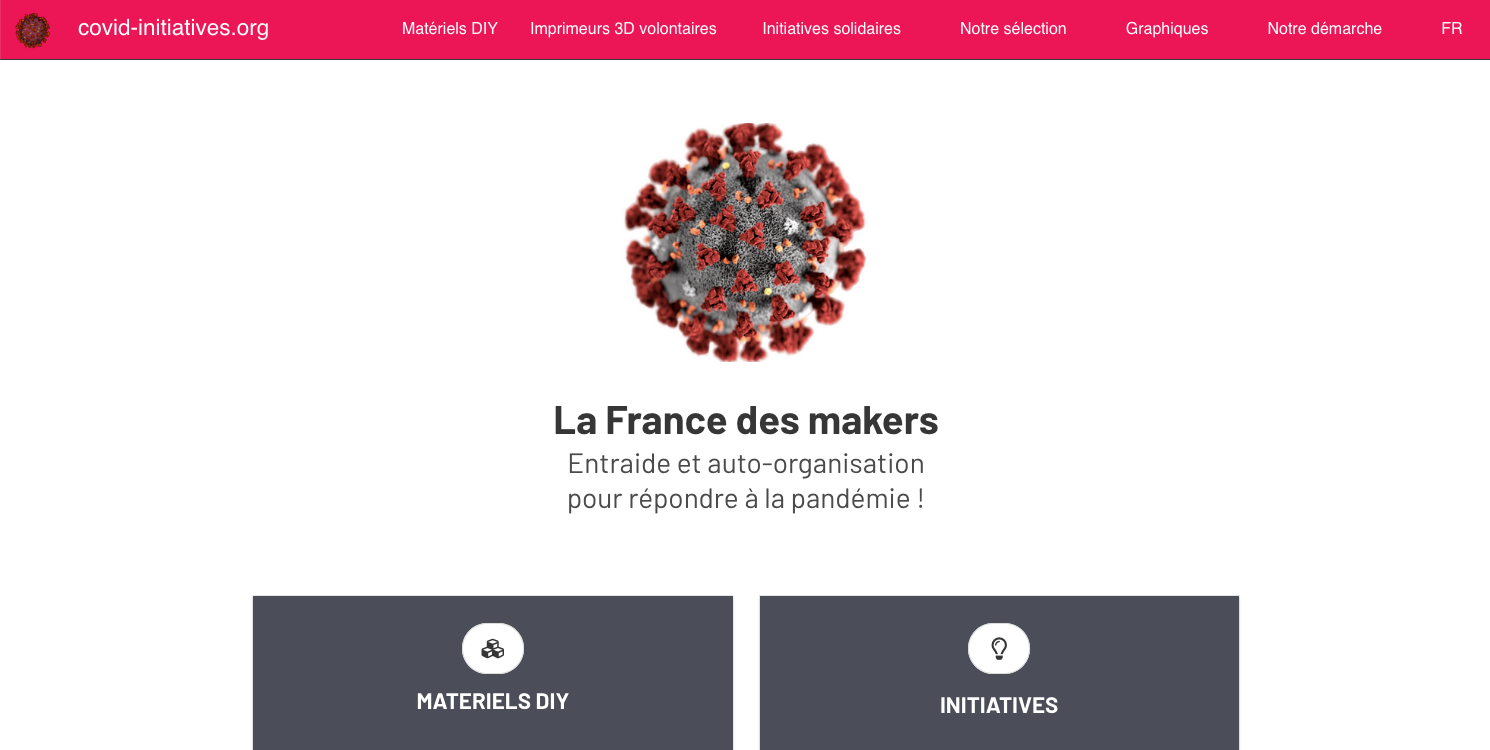 covid-initiatives.org
Matériels DIY
Imprimeurs 3D volontaires
Initiatives solidaires
Notre sélection
Graphiques
Notre démarche
FR
La France des makers
Entraide et auto-organisation
pour répondre à la pandémie !
MATERIELS DIY
INITIATIVES